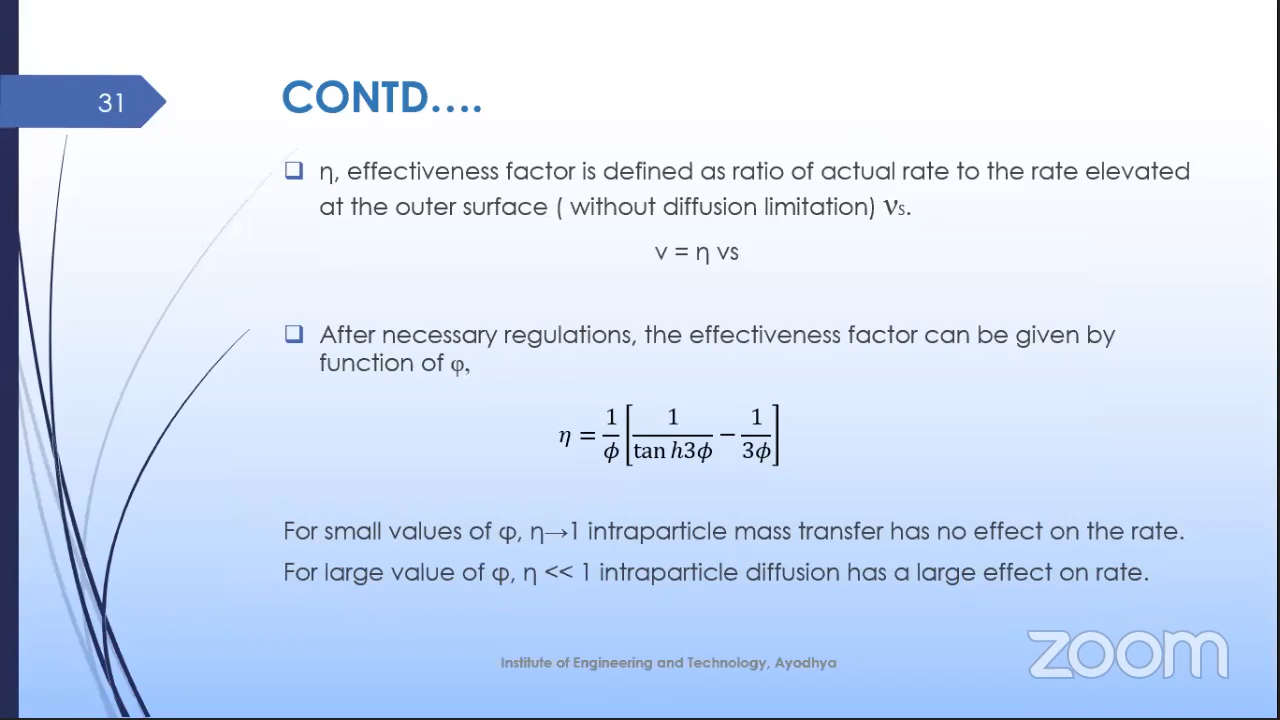 31
CONTD....
❑ η, effectiveness factor is defined as ratio of actual rate to the rate elevated
at the outer surface ( without diffusion limitation) νs.
v = η vs
❑ After necessary regulations, the effectiveness factor can be given by
function of φ,
η = 1/ϕ [1/tan h3ϕ − 1/3ϕ]
For small values of φ, η→1 intraparticle mass transfer has no effect on the rate.
For large value of φ, η << 1 intraparticle diffusion has a large effect on rate.
Institute of Engineering and Technology, Ayodhya
zoom